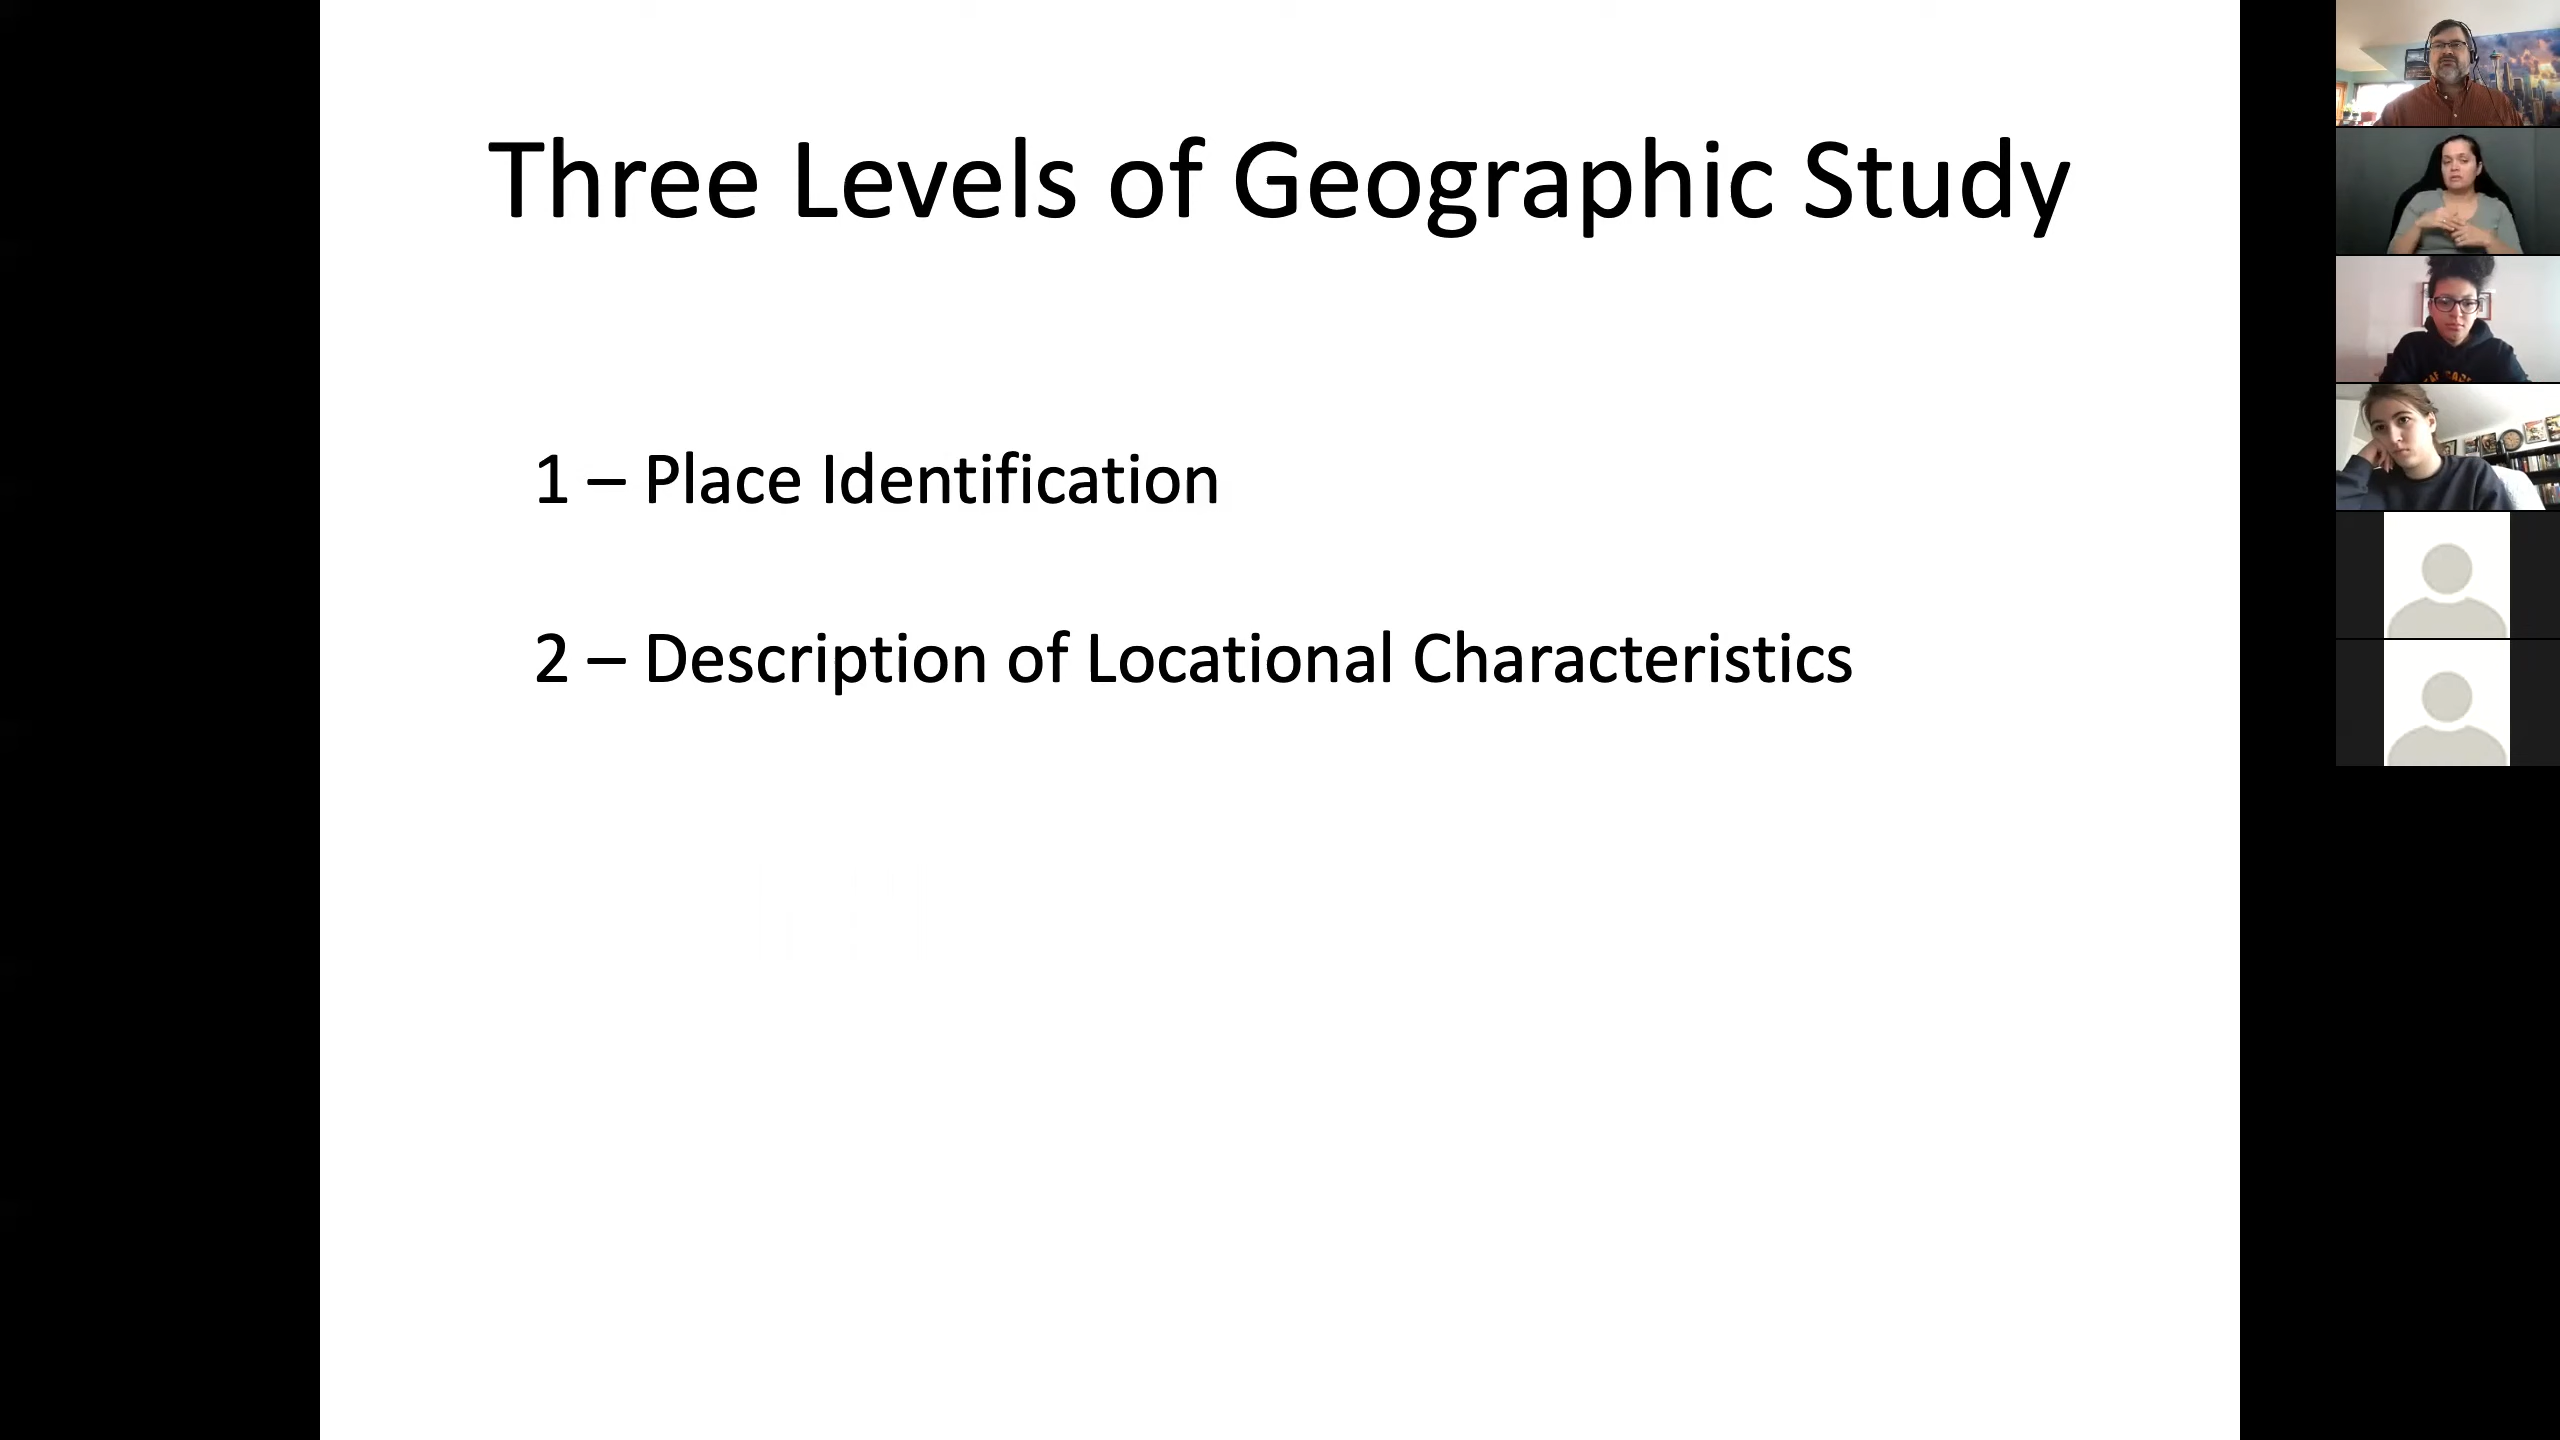 Three Levels of Geographic Study
1 – Place Identification
2 – Description of Locational Characteristics